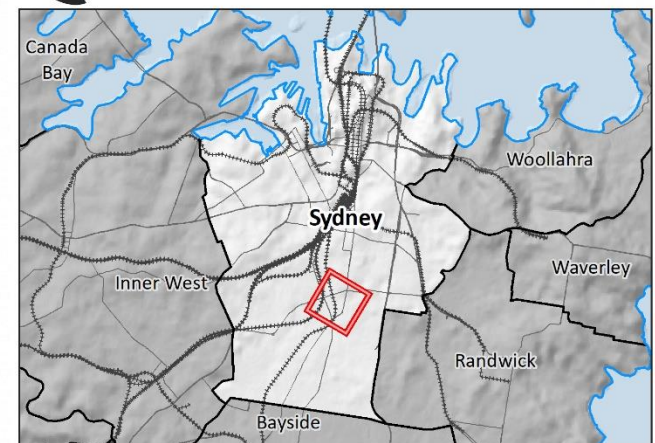 Canada
Bay
Woollahra
Sydney
Waverley
Inner West
Randwick
Bayside